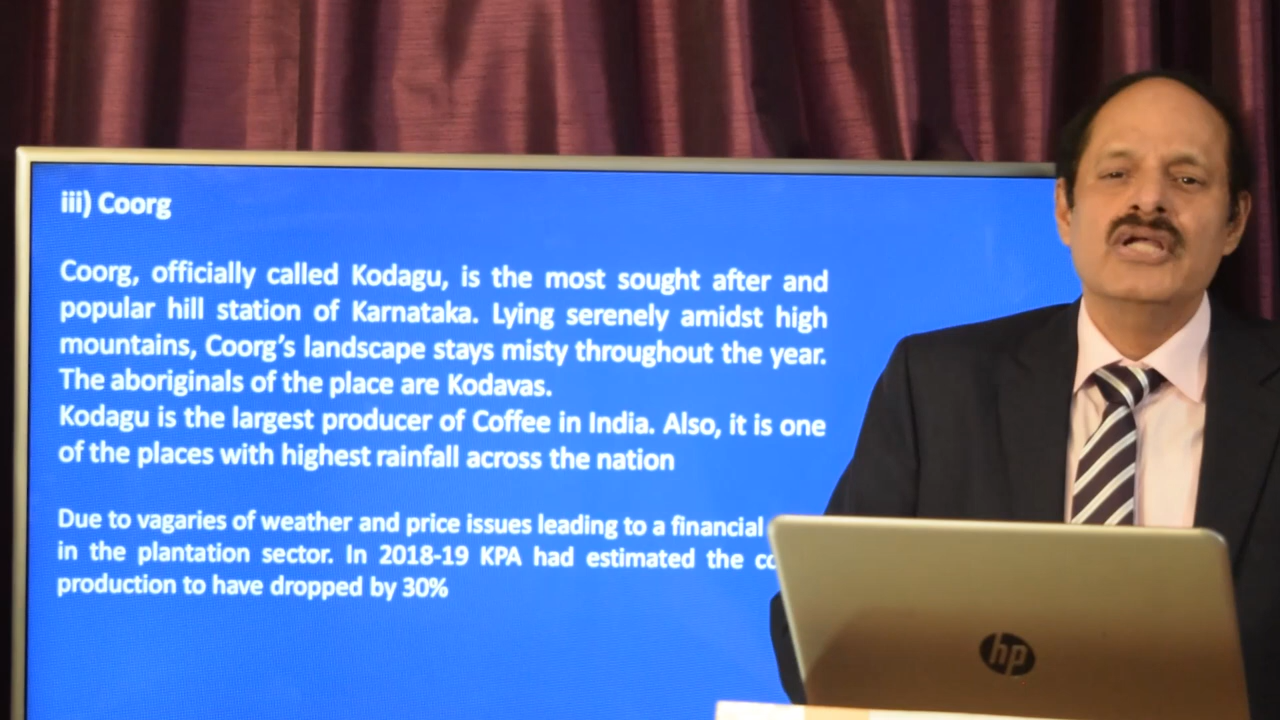 iii) Coorg
Coorg, officially called Kodagu, is the most sought after and
popular hill station of Karnataka. Lying serenely amidst high
mountains, Coorg's landscape stays misty throughout the year.
The aboriginals of the place are Kodavas.
Kodagu is the largest producer of Coffee in India. Also, it is one
of the places with highest rainfall across the nation
Due to vagaries of weather and price issues leading to a financial
in the plantation sector. In 2018-19 KPA had estimated the
production to have dropped by 30%
hp